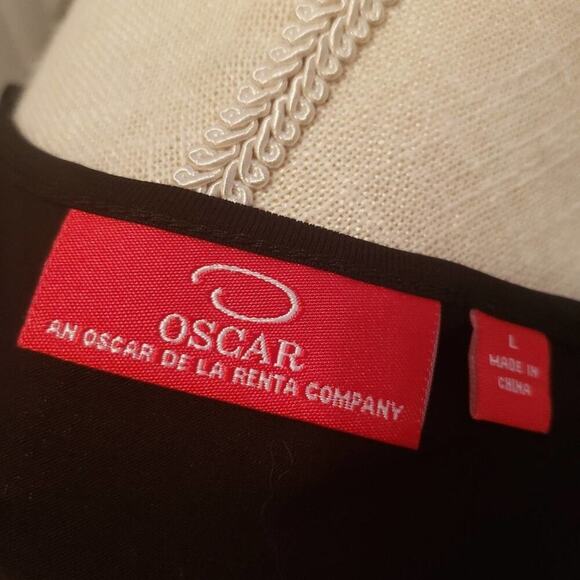 OSCAR
AN OSCAR DE LA RENTA COMPANY
L
MADE IN
CHINA